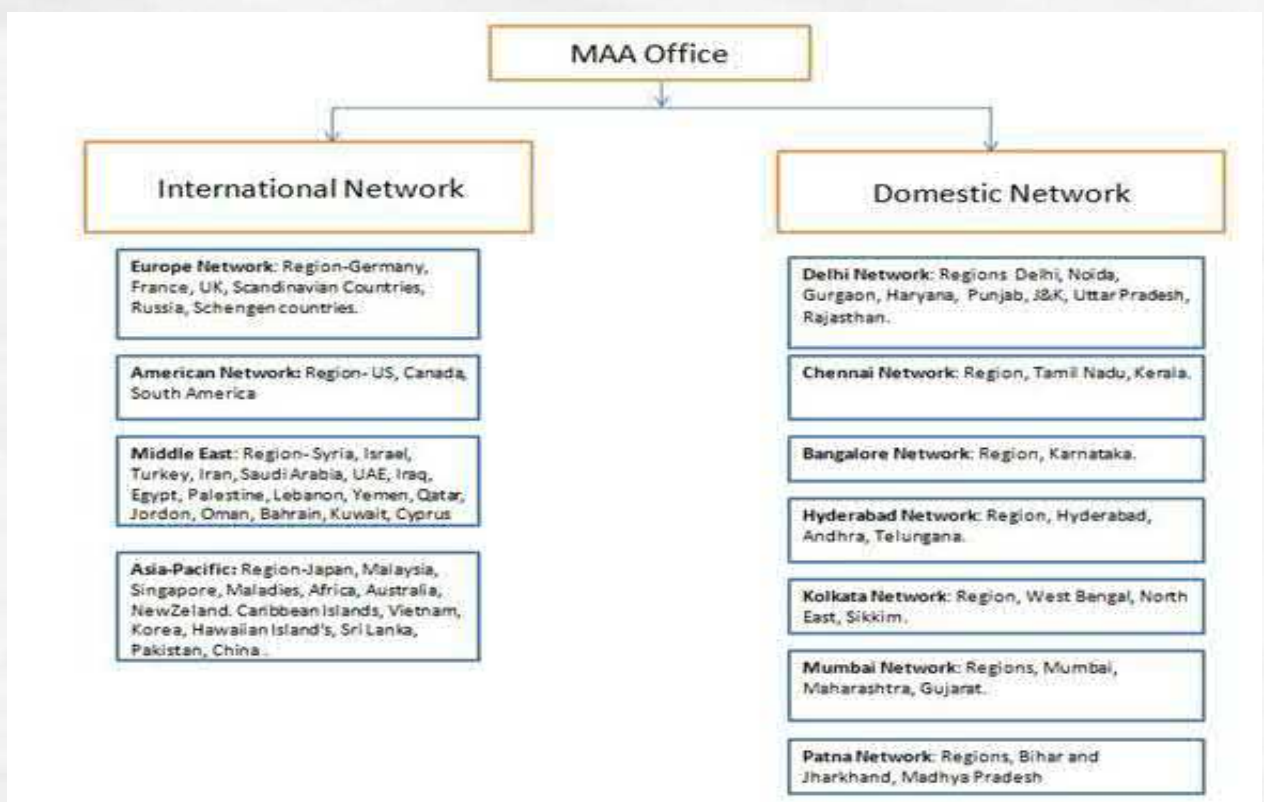 MAA Office
International Network
Europe Network: Region-Germany,
France, UK, Scandinavian Countries,
Russia, Schengen countries.
American Network: Region- US, Canada,
South America
Middle East: Region- Syria, Israel,
Turkey, Iran, Saudi Arabia, UAE, Iraq,
Egypt, Palestine, Lebanon, Yemen, Qatar,
Jordon, Oman, Bahrain, Kuwait, Cyprus
Asia-Pacific: Region-Japan, Malaysia,
Singapore, Maladies, Africa, Australia,
NewZeland. Caribbean Islands, Vietnam,
Korea, Hawaiian Island's, Sri Lanka,
Pakistan, China .
Domestic Network
Delhi Network: Regions Delhi, Noida,
Gurgaon, Haryana, Punjab, J&K, Uttar Pradesh,
Rajasthan.
Chennai Network: Region, Tamil Nadu, Kerala.
Bangalore Network: Region, Karnataka.
Hyderabad Network: Region, Hyderabad,
Andhra, Telungana.
Kolkata Network: Region, West Bengal, North
East, Sikkim.
Mumbai Network: Regions, Mumbai,
Maharashtra, Gujarat.
Patna Network: Regions, Bihar and
Jharkhand, Madhya Pradesh